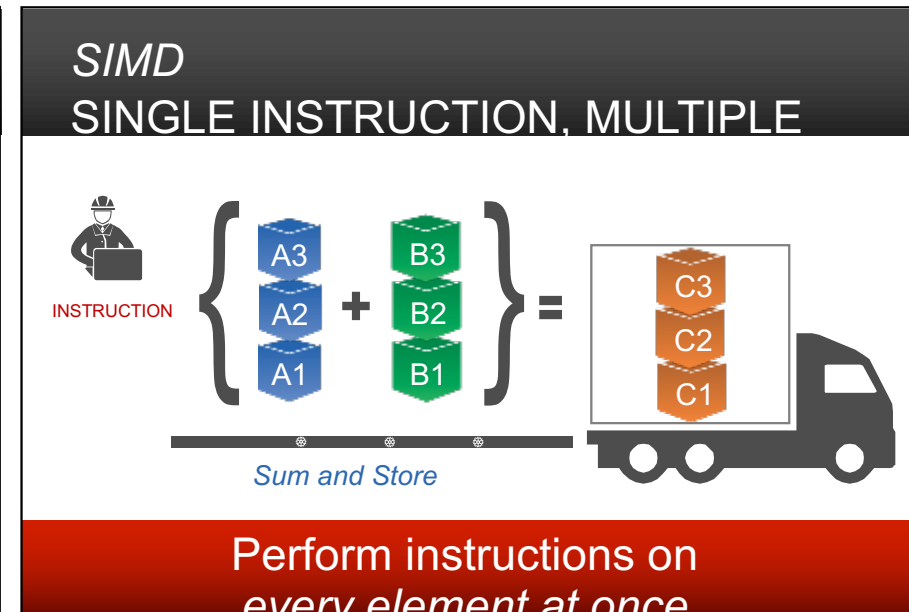 SIMD
SINGLE INSTRUCTION, MULTIPLE
INSTRUCTION
A3
A2
A1
+
B3
B2
B1
=
C3
C2
C1
Sum and Store
Perform instructions on
every element at once